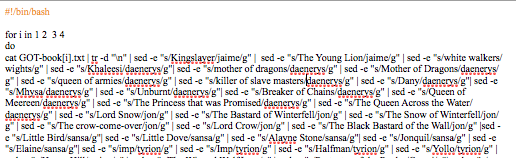 #!/bin/bash
for i in 1 2 3 4
do
cat GOT-book[i].txt | tr -d "\n" | sed -e "s/Kingslayer/jaime/g" | sed -e "s/The Young Lion/jaime/g" | sed -e "s/white walkers/
wights/g" | sed -e "s/Khaleesi/daenerys/g"| sed -e "s/mother of dragons/daenerys/g" | sed -e "s/Mother of Dragons/daenerys/
g" | sed -e "s/queen of armies/daenerys/g" | sed -e "s/killer of slave masters/daenerys/g" | sed -e "s/Dany/daenerys/g" | sed -e
"s/Mhysa/daenerys/g" | sed -e "s/Unburnt/daenerys/g" | sed -e "s/Breaker of Chains/daenerys/g" | sed -e "s/Queen of
Meereen/daenerys/g" | sed -e "s/The Princess that was Promised/daenerys/g" | sed -e "s/The Queen Across the Water/
daenerys/g" | sed -e "s/Lord Snow/jon/g" | sed -e "s/The Bastard of Winterfell/jon/g" | sed -e "s/The Snow of Winterfell/jon/
g" | sed -e "s/The crow-come-over/jon/g" | sed -e "s/Lord Crow/jon/g" | sed -e "s/The Black Bastard of the Wall/jon/g" | sed -
e "s/Little Bird/sansa/g"| sed -e "s/Little Dove/sansa/g" | sed -e "s/Alayne Stone/sansa/g" | sed -e "s/Jonquil/sansa/g" | sed -e
"s/Elaine/sansa/g"| sed -e "s/imp/tyrion/g" | sed -e "s/Imp/tyrion/g" | sed -e "s/Halfman/tyrion/g" | sed -e "s/Yollo/tyrion/g" |